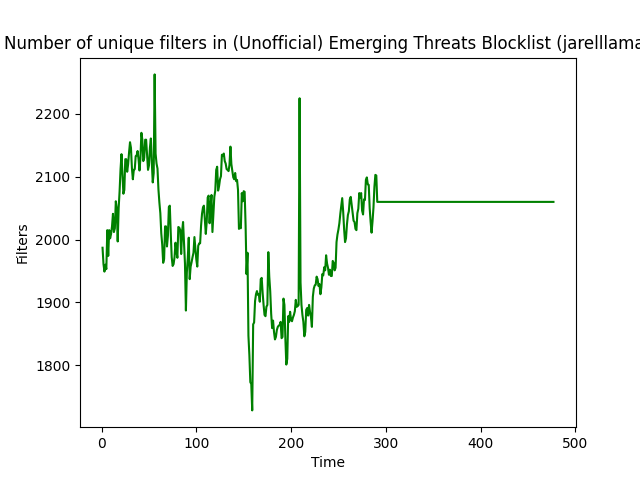 Number of unique filters in (Unofficial) Emerging Threats Blocklist (jarelllama
2200
2100
2000
1900
1800
Filters
0 100 200 300 400 500
Time